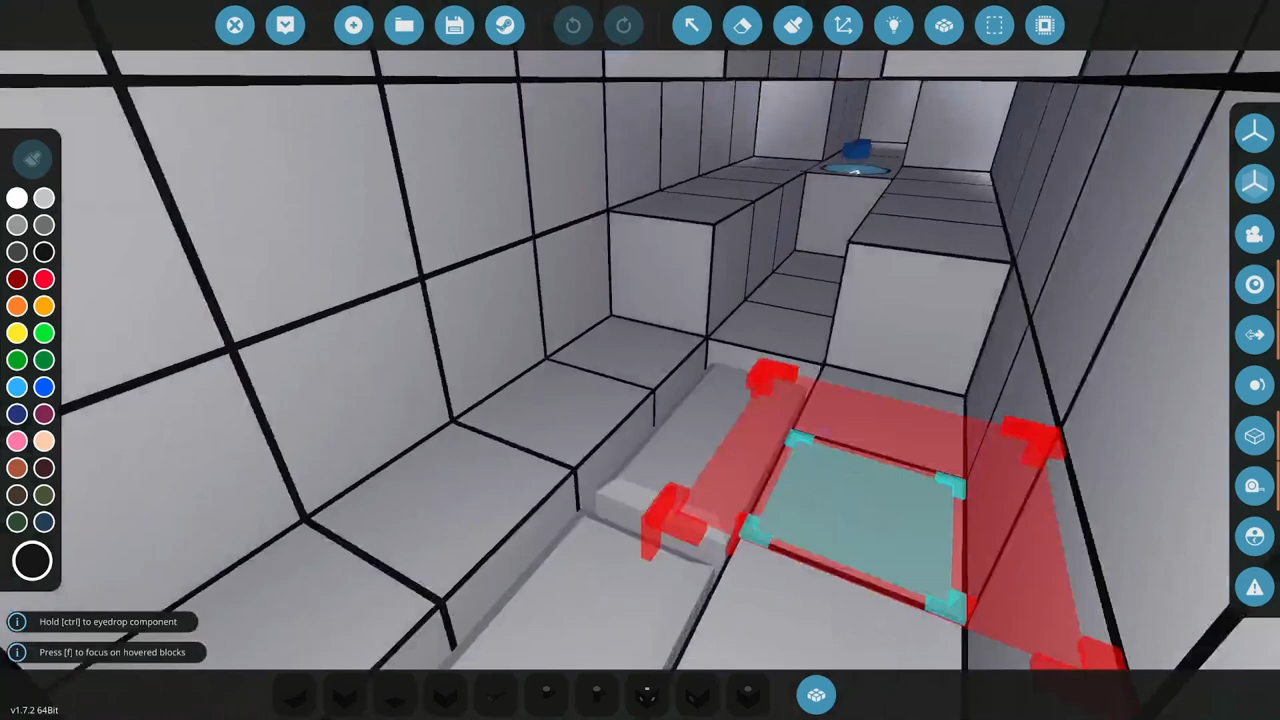 Hold [ctrl] to eyedrop component
Press [f] to focus on hovered blocks
v1.7.2 64Bit